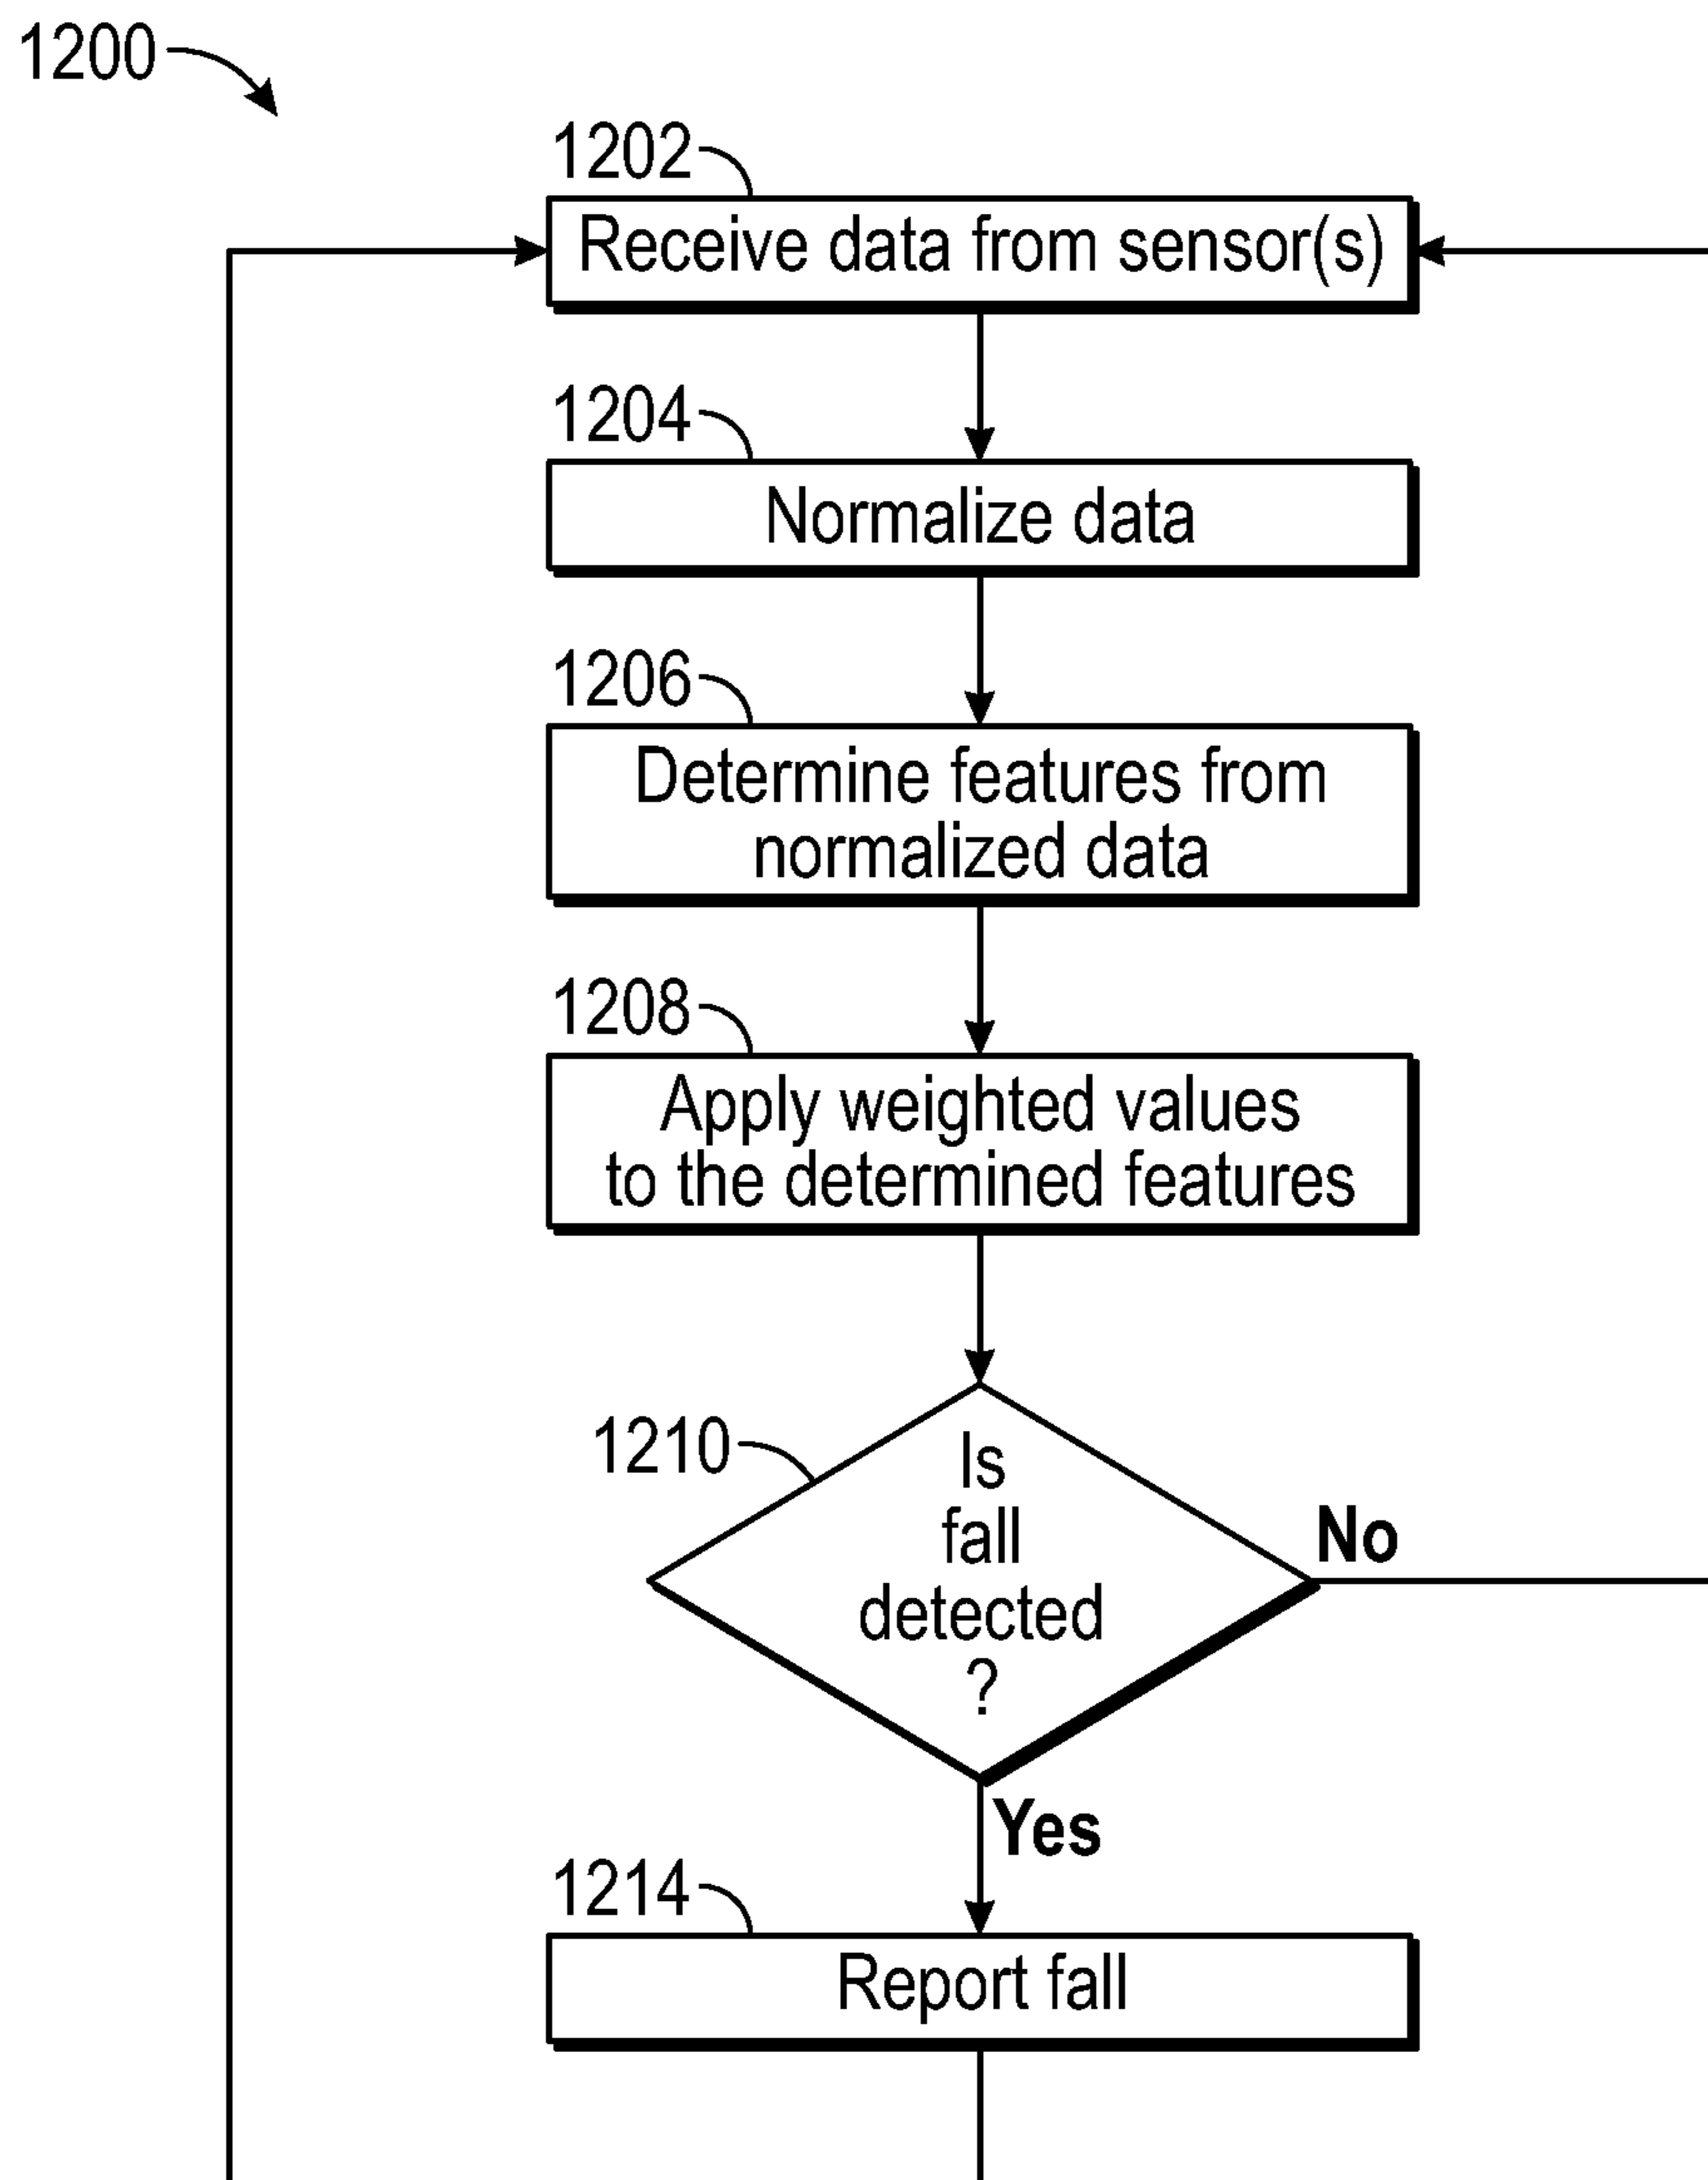 1200
1202
Receive data from sensor(s)
1204
Normalize data
1206
Determine features from
normalized data
1208
Apply weighted values
to the determined features
1210
Is
fall
detected
?
No
Yes
1214
Report fall